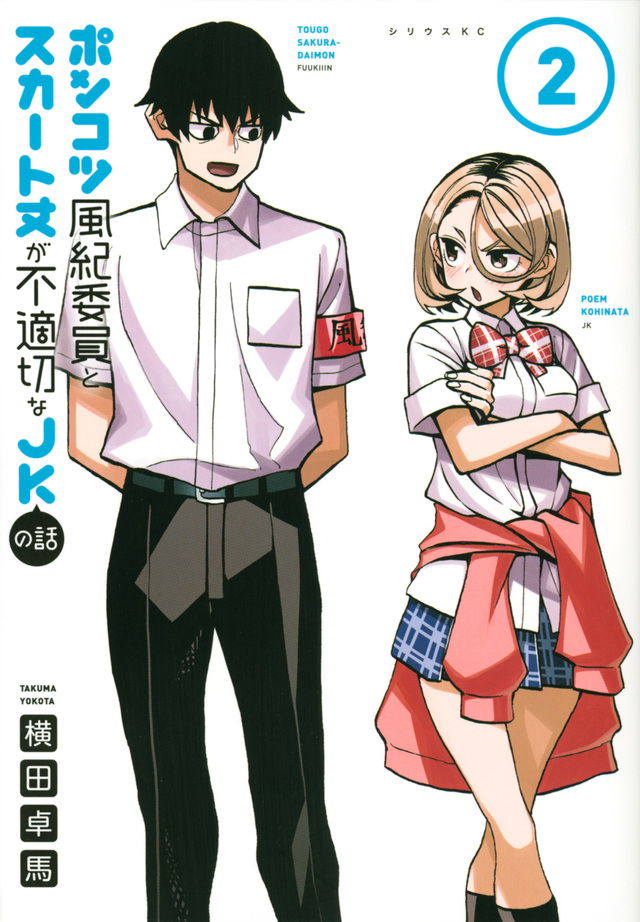 ポンコツ風紀委員と
スカート丈が不適切なJKの話
TOUGO
SAKURA-
DAIMON
FUUKIIIN
シリウスKC
2
風
POEM
KOHINATA
JK
TAKUMA
YOKOTA
横田卓馬